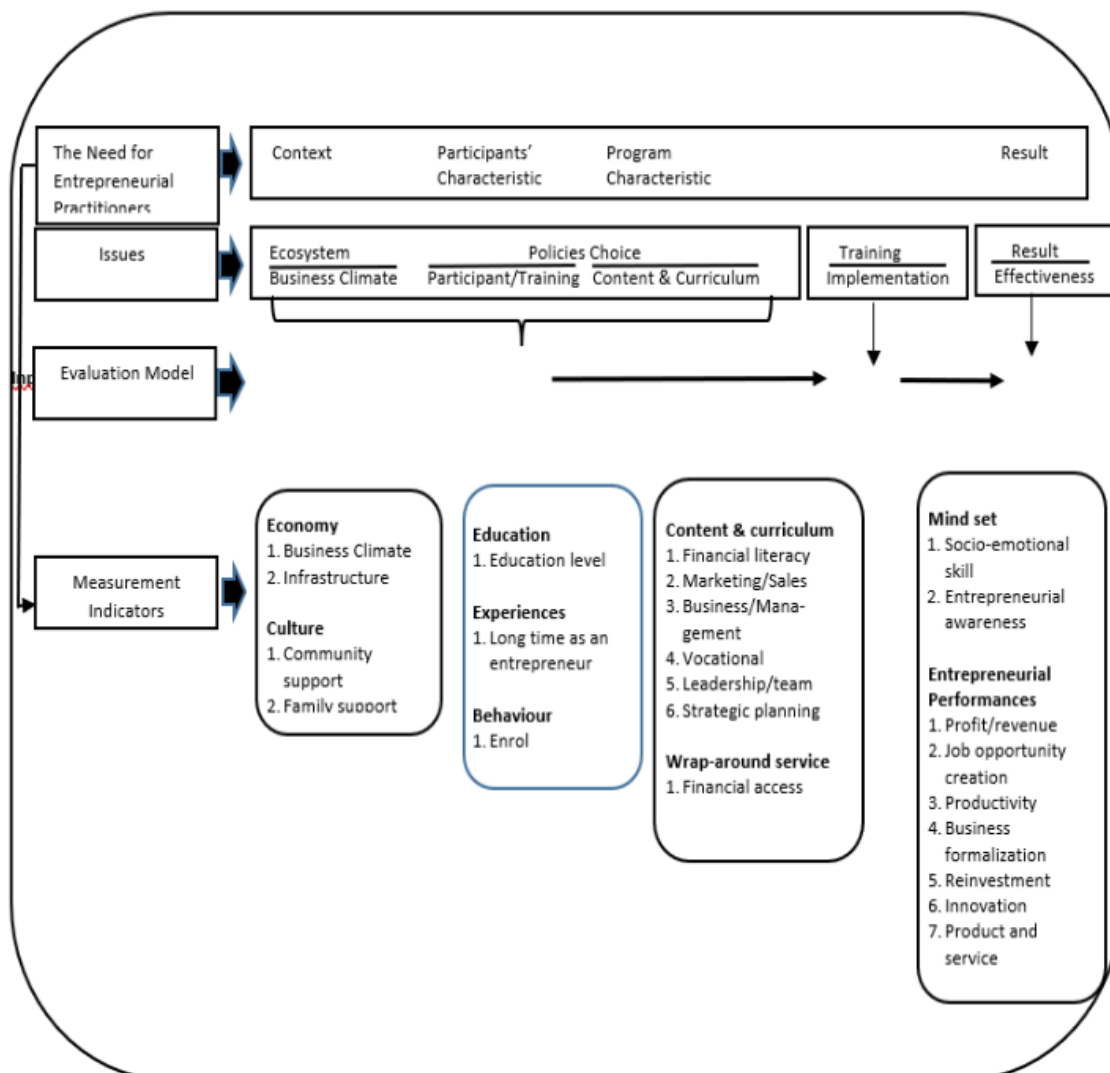 The Need for
Entrepreneurial
Practitioners
Context
Participants’
Characteristic
Program
Characteristic
Result
Issues
Ecosystem
Business Climate
Policies Choice
Participant/Training
Content & Curriculum
Training
Implementation
Result
Effectiveness
Inp
Evaluation Model
Measurement
Indicators
Economy
1. Business Climate
2. Infrastructure
Culture
1. Community
support
2. Family support
Education
1. Education level
Experiences
1. Long time as an
entrepreneur
Behaviour
1. Enrol
Content & curriculum
1. Financial literacy
2. Marketing/Sales
3. Business/Mana-
gement
4. Vocational
5. Leadership/team
6. Strategic planning
Wrap-around service
1. Financial access
Mind set
1. Socio-emotional
skill
2. Entrepreneurial
awareness
Entrepreneurial
Performances
1. Profit/revenue
2. Job opportunity
creation
3. Productivity
4. Business
formalization
5. Reinvestment
6. Innovation
7. Product and
service